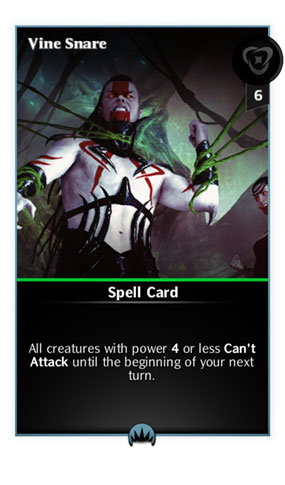 Vine Snare
6
Spell Card
All creatures with power 4 or less Can't
Attack until the beginning of your next
turn.